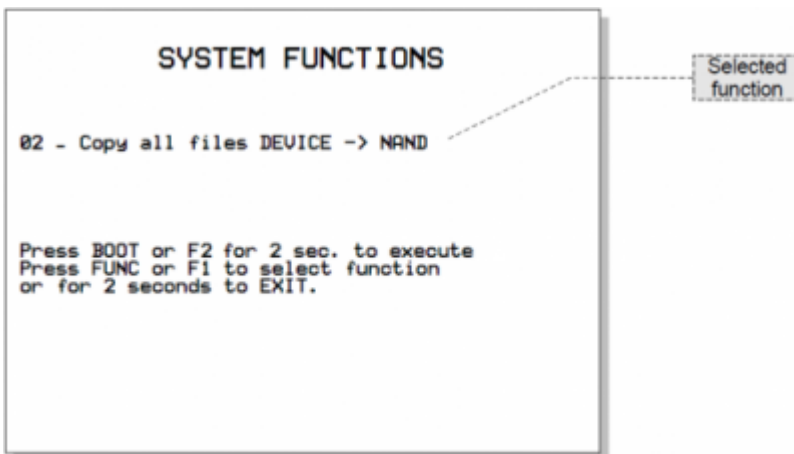 SYSTEM FUNCTIONS
Selected
function
02 - Copy all files DEVICE -> NAND
Press BOOT or F2 for 2 sec. to execute
Press FUNC or F1 to select function
or for 2 seconds to EXIT.